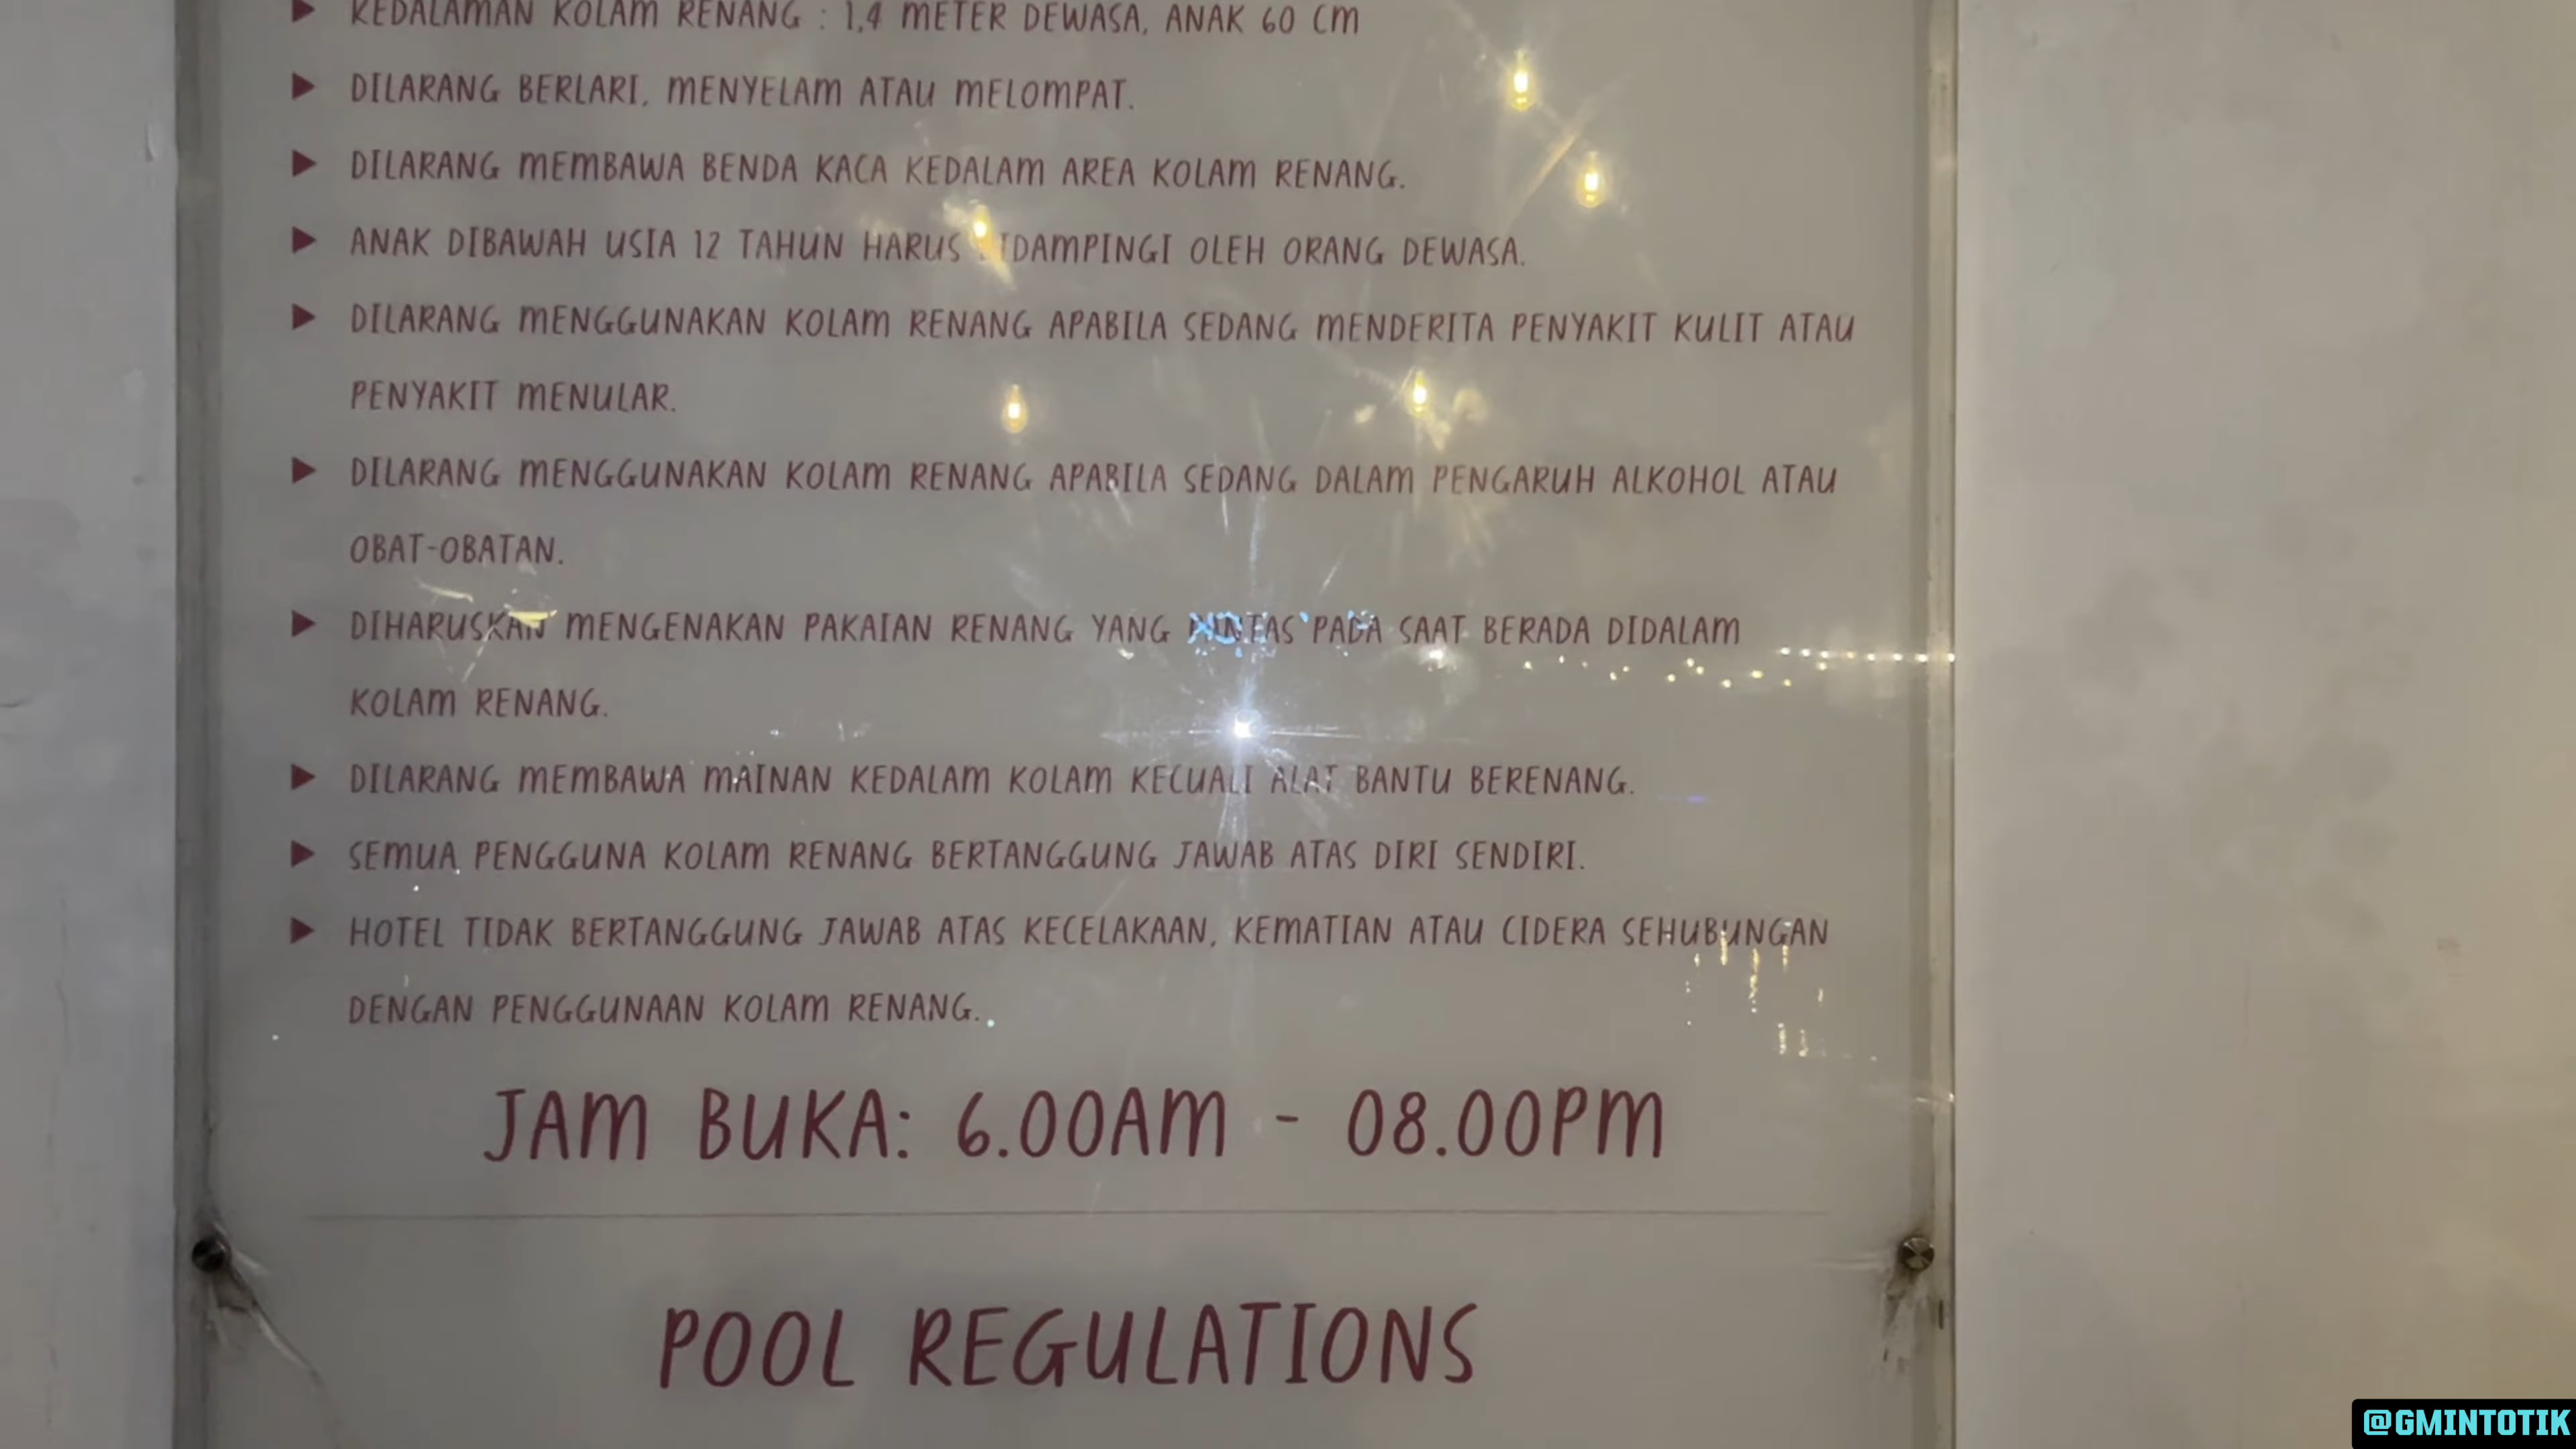 KEDALAMAN KOLAM RENANG : 1,4 METER DEWASA, ANAK 60 CM
DILARANG BERLARI, MENYELAM ATAU MELOMPAT.
DILARANG MEMBAWA BENDA KACA KEDALAM AREA KOLAM RENANG.
ANAK DIBAWAH USIA 12 TAHUN HARUS DIDAMPINGI OLEH ORANG DEWASA.
DILARANG MENGGUNAKAN KOLAM RENANG APABILA SEDANG MENDERITA PENYAKIT KULIT ATAU
PENYAKIT MENULAR.
DILARANG MENGGUNAKAN KOLAM RENANG APABILA SEDANG DALAM PENGARUH ALKOHOL ATAU
OBAT-OBATAN.
DIHARUSKAN MENGENAKAN PAKAIAN RENANG YANG PADA SAAT BERADA DIDALAM
KOLAM RENANG.
DILARANG MEMBAWA MAINAN KEDALAM KOLAM KECUALI ALAT BANTU BERENANG.
SEMUA PENGGUNA KOLAM RENANG BERTANGGUNG JAWAB ATAS DIRI SENDIRI.
HOTEL TIDAK BERTANGGUNG JAWAB ATAS KECELAKAAN, KEMATIAN ATAU CIDERA SEHUBUNGAN
DENGAN PENGGUNAAN KOLAM RENANG.
JAM BUKA: 6.00AM - 08.00PM
POOL REGULATIONS
@GMINTOTIK